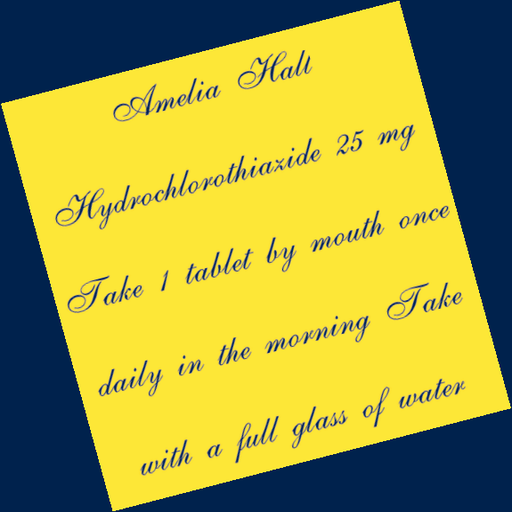 Amelia Halt
Hydrochlorothiazide 25 mg
Take 1 tablet by mouth once
daily in the morning Take
with a full glass of water